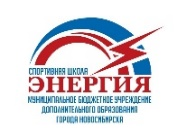 СПОРТИВНАЯ ШКОЛА
ЭНЕРГИЯ
МУНИЦИПАЛЬНОЕ БЮДЖЕТНОЕ УЧРЕЖДЕНИЕ
ДОПОЛНИТЕЛЬНОГО ОБРАЗОВАНИЯ
ГОРОДА НОВОСИБИРСКА